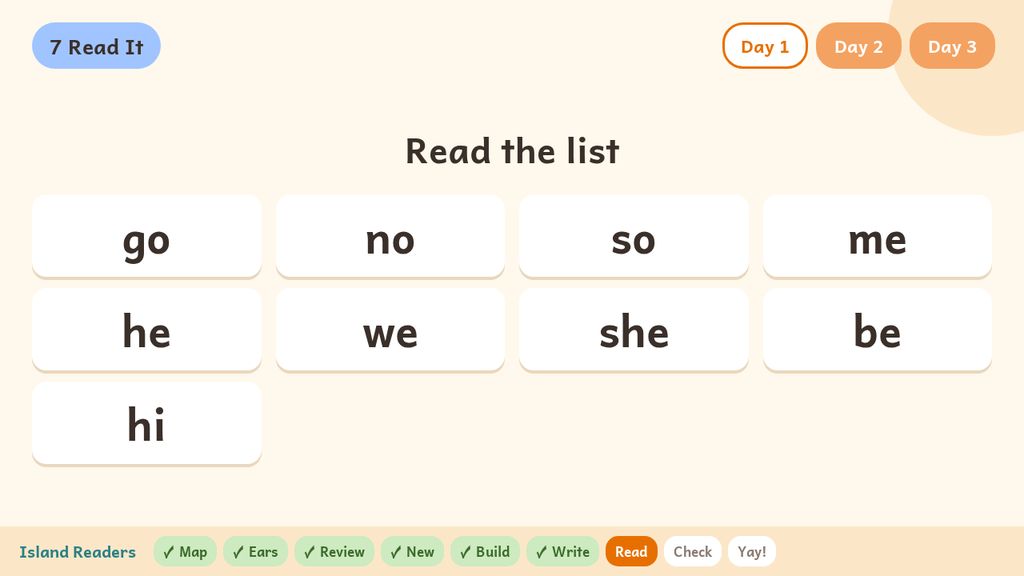 7 Read It
Day 1 Day 2 Day 3
Read the list
go no so me
he we she be
hi
Island Readers ✓ Map ✓ Ears ✓ Review ✓ New ✓ Build ✓ Write Read Check Yay!